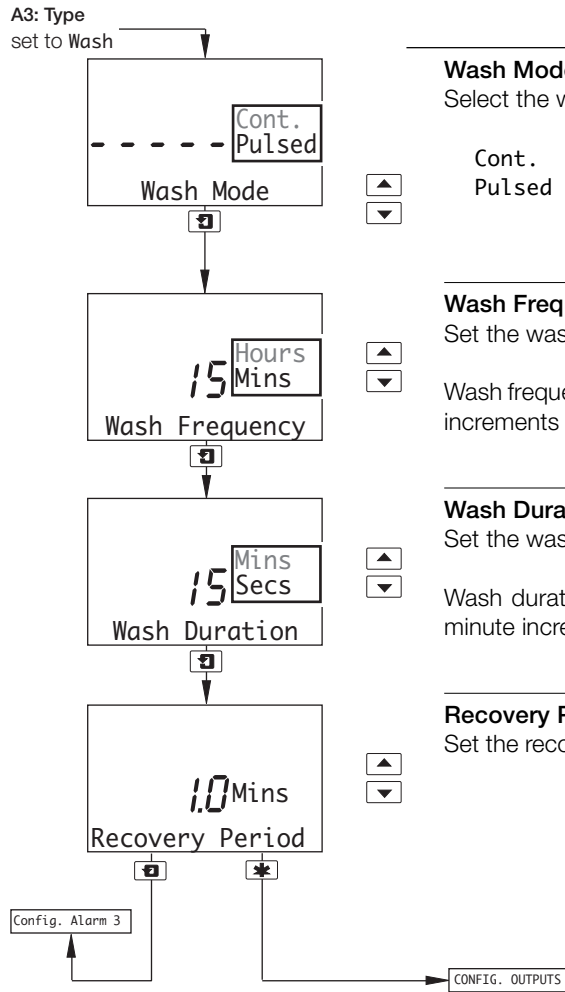 A3: Type
set to Wash
Cont.
- - - - - Pulsed
Wash Mode
Wash Mod
Select the
Cont.
Pulsed
Hours
15 Mins
Wash Frequency
Wash Freq
Set the was
Wash freque
increments
Mins
15 Secs
Wash Duration
Wash Dura
Set the was
Wash durat
minute incre
1.0 Mins
Recovery Period
Recovery P
Set the reco
Config. Alarm 3
CONFIG. OUTPUTS